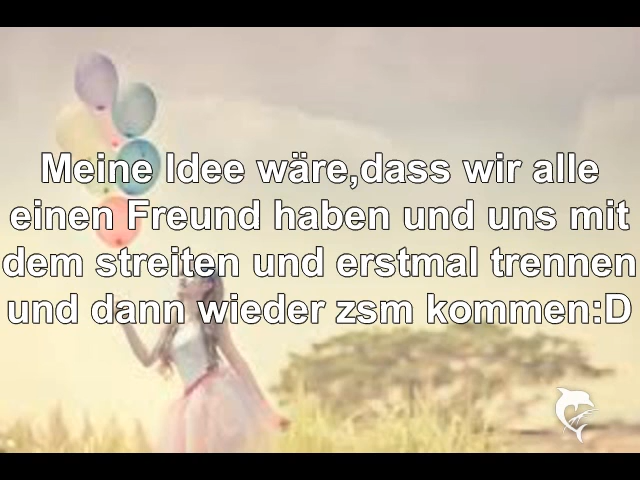 Meine Idee wäre,dass wir alle
einen Freund haben und uns mit
dem streiten und erstmal trennen
und dann wieder zsm kommen:D